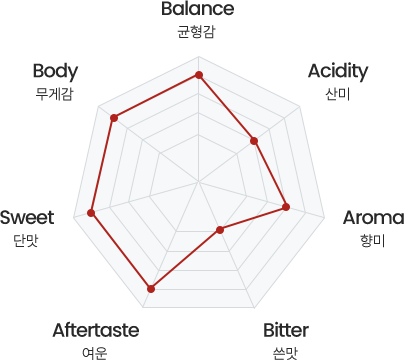 Balance
균형감
Body
무게감
Acidity
산미
Sweet
단맛
Aroma
향미
Aftertaste
여운
Bitter
쓴맛